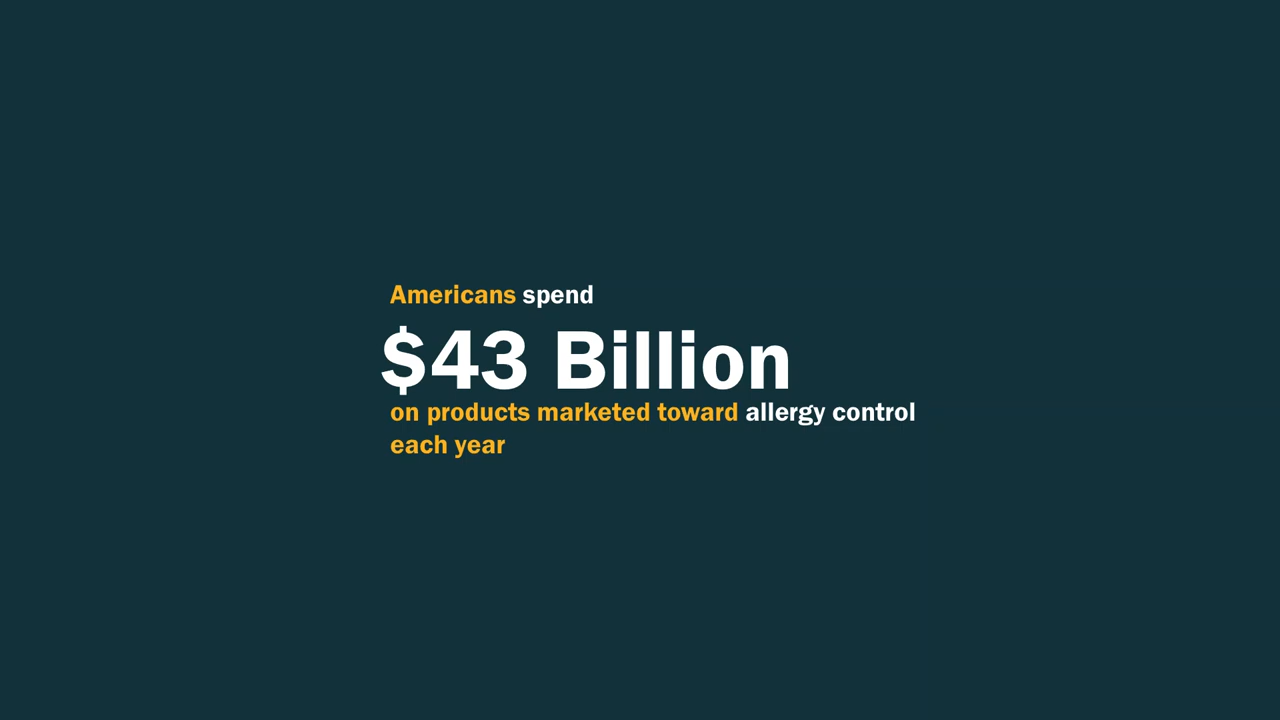 Americans spend
$43 Billion
on products marketed toward allergy control
each year